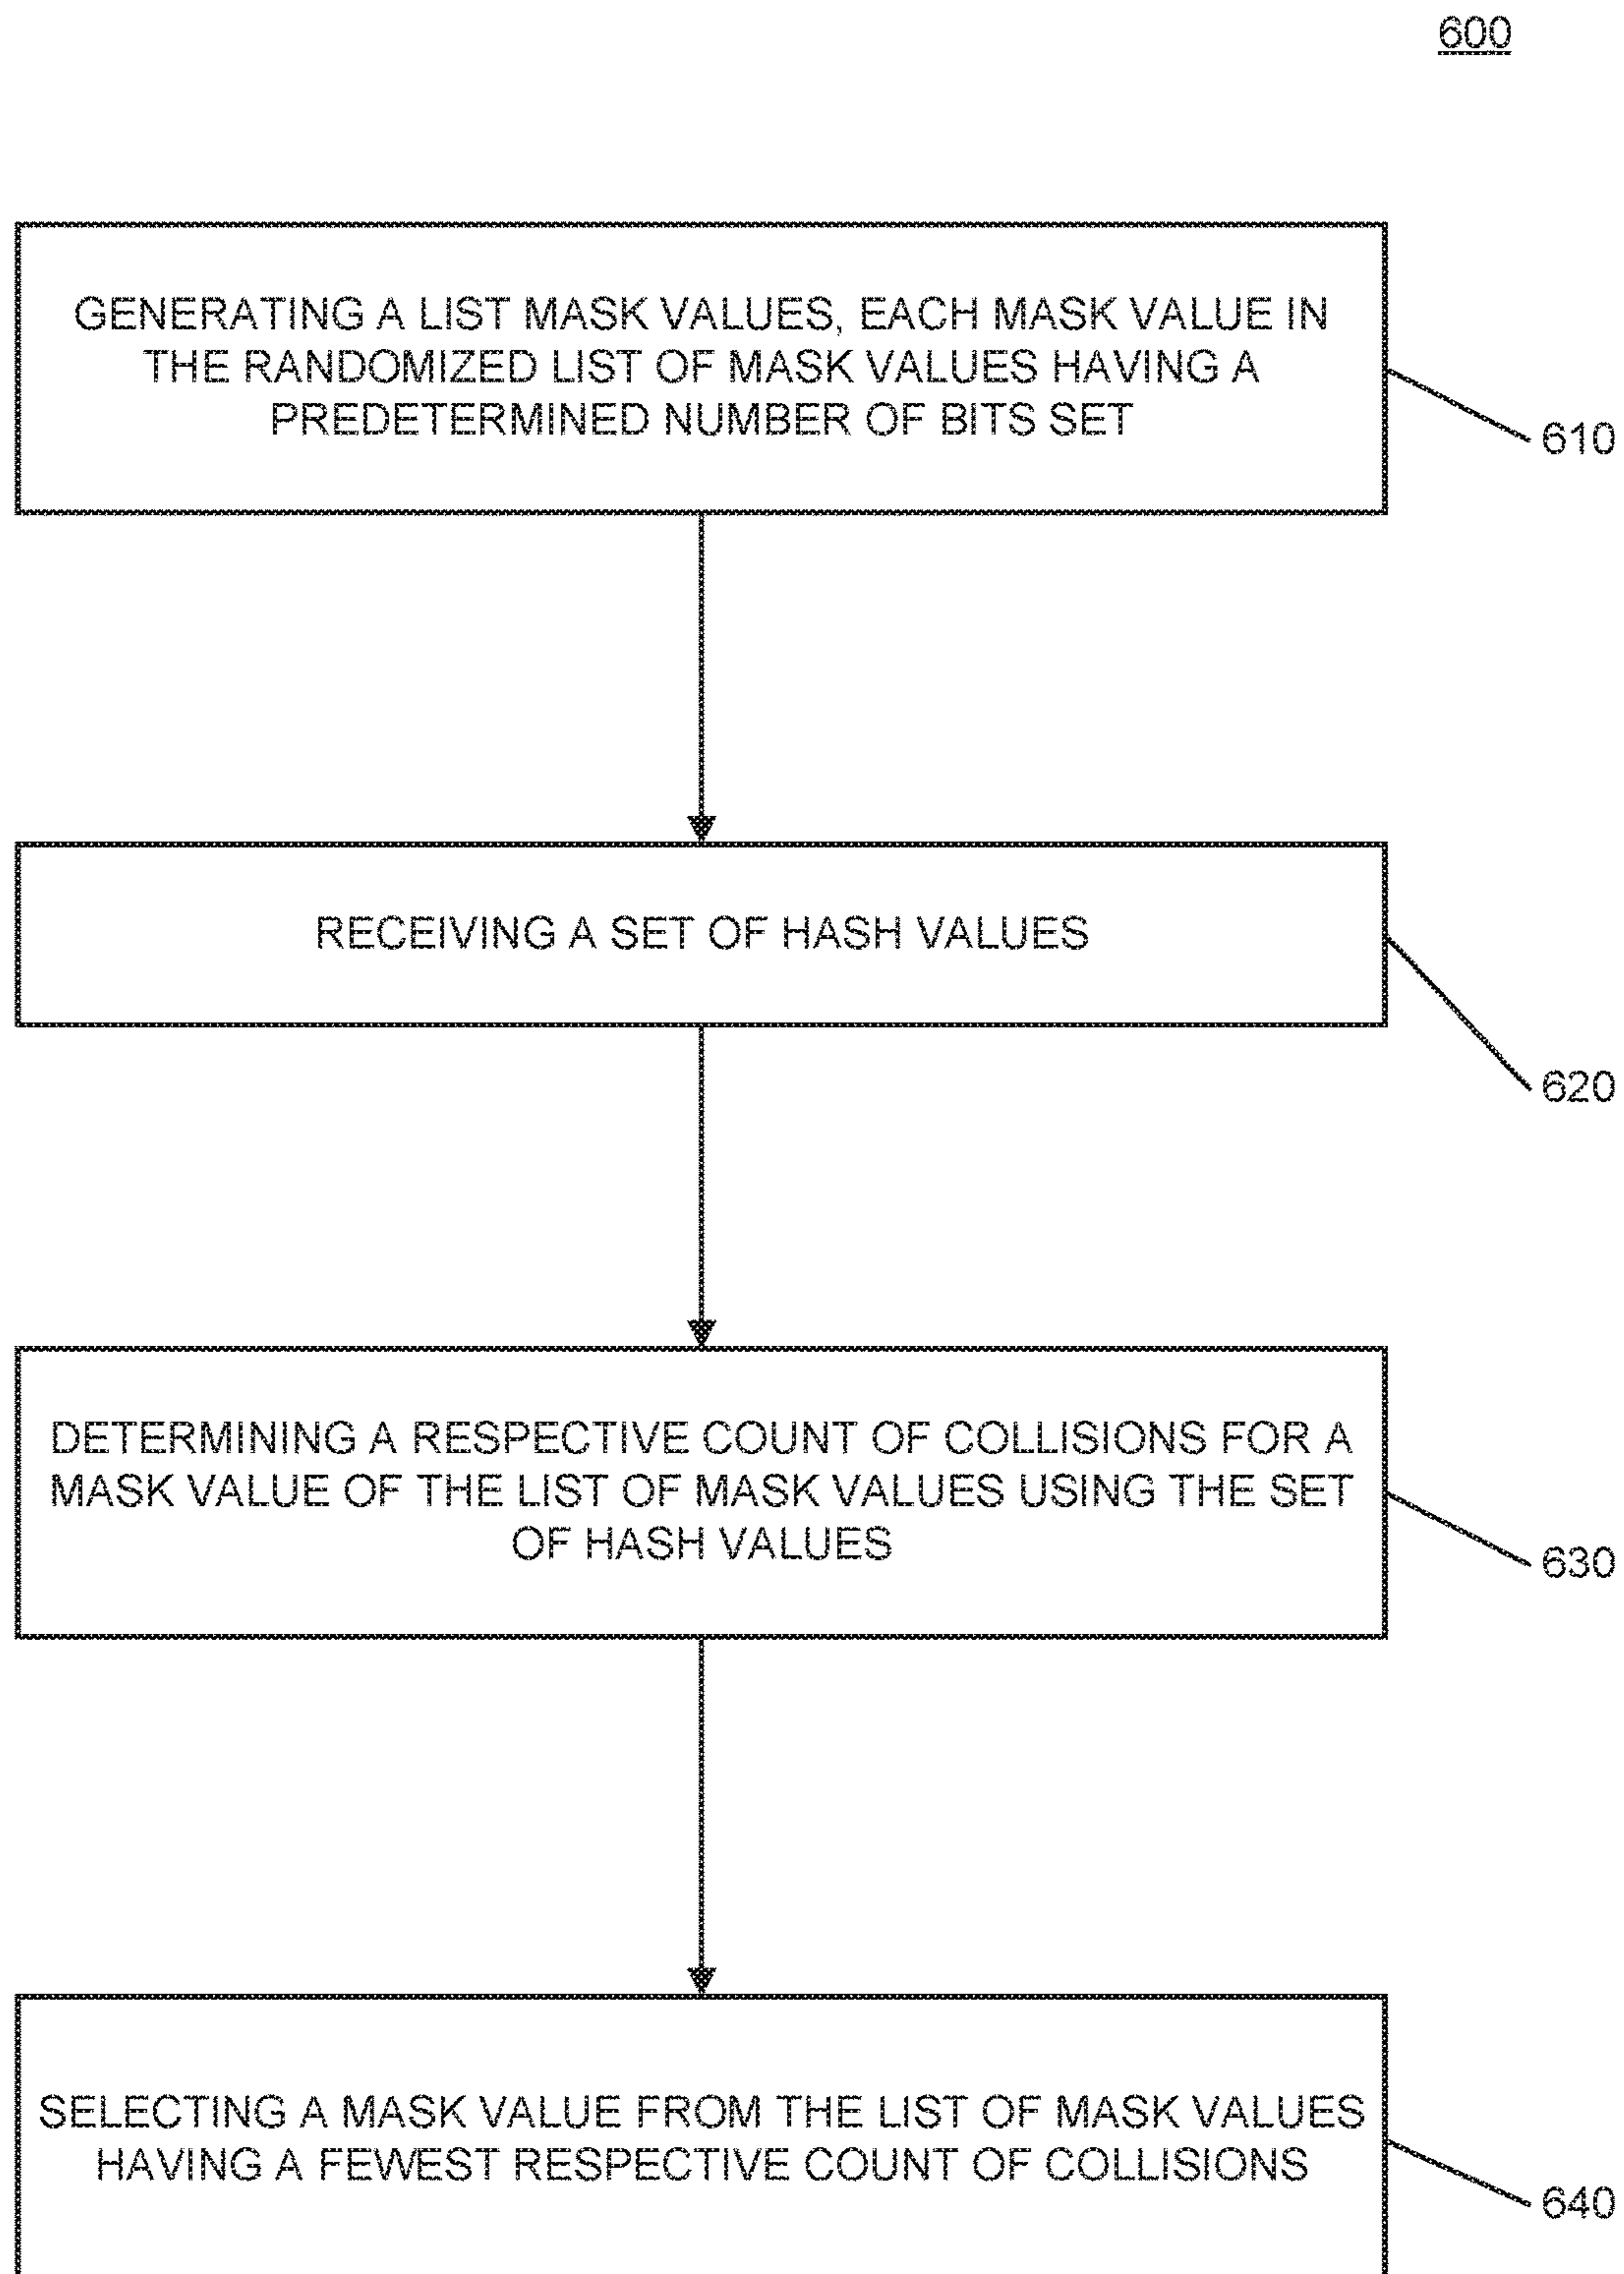 600
GENERATING A LIST MASK VALUES, EACH MASK VALUE IN
THE RANDOMIZED LIST OF MASK VALUES HAVING A
PREDETERMINED NUMBER OF BITS SET
610
RECEIVING A SET OF HASH VALUES
620
DETERMINING A RESPECTIVE COUNT OF COLLISIONS FOR A
MASK VALUE OF THE LIST OF MASK VALUES USING THE SET
OF HASH VALUES
630
SELECTING A MASK VALUE FROM THE LIST OF MASK VALUES
HAVING A FEWEST RESPECTIVE COUNT OF COLLISIONS
640